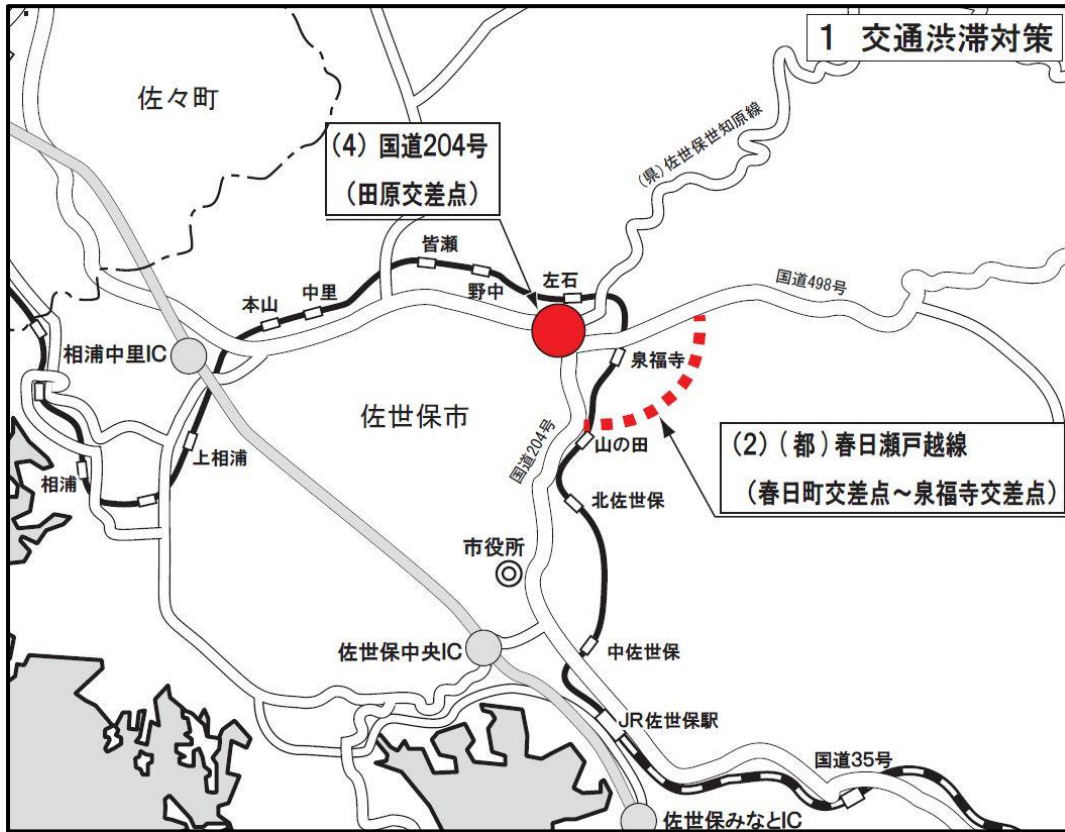 1 交通渋滞対策
佐々町
(4) 国道204号
(田原交差点)
(県)佐世保世知原線
皆瀬
野中
左石
本山
中里
国道498号
相浦中里IC
泉福寺
佐世保市
国道204号
山の田
(2) (都) 春日瀬戸越線
(春日町交差点～泉福寺交差点)
上相浦
相浦
北佐世保
市役所
佐世保中央IC
中佐世保
JR佐世保駅
国道35号
佐世保みなとIC